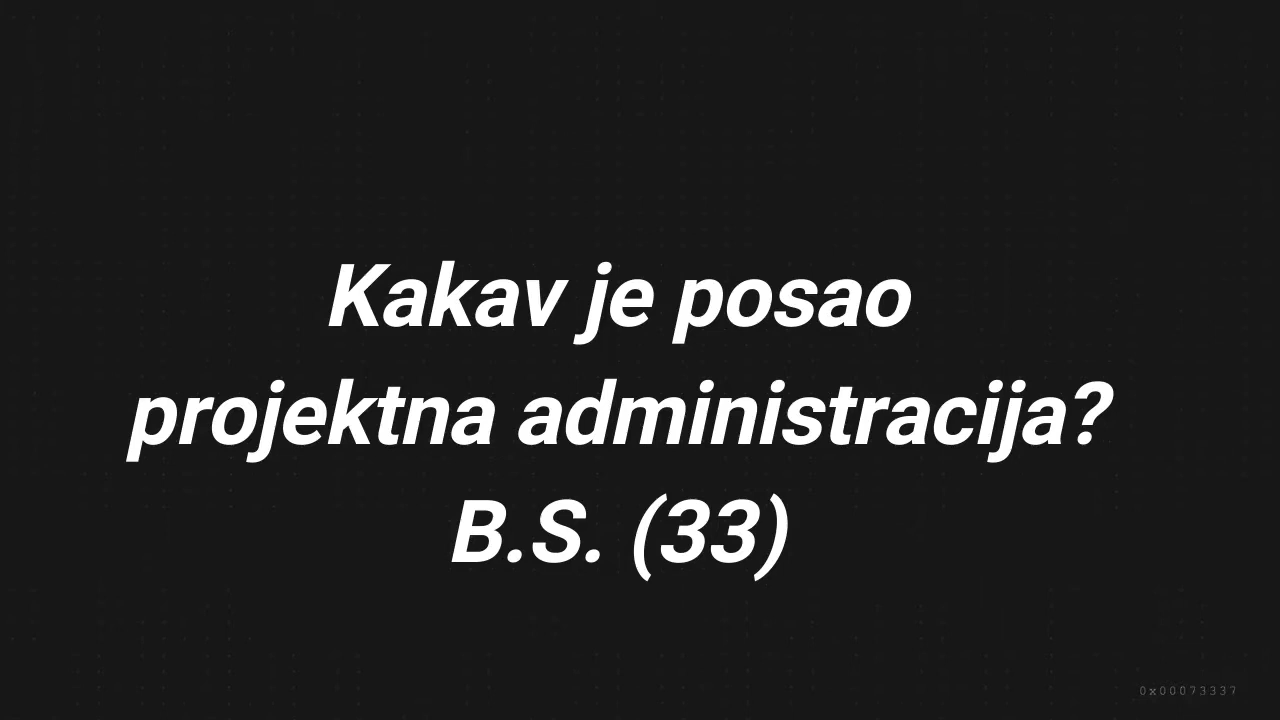 Kakav je posao
projektna administracija?
B.S. (33)
0x00073337